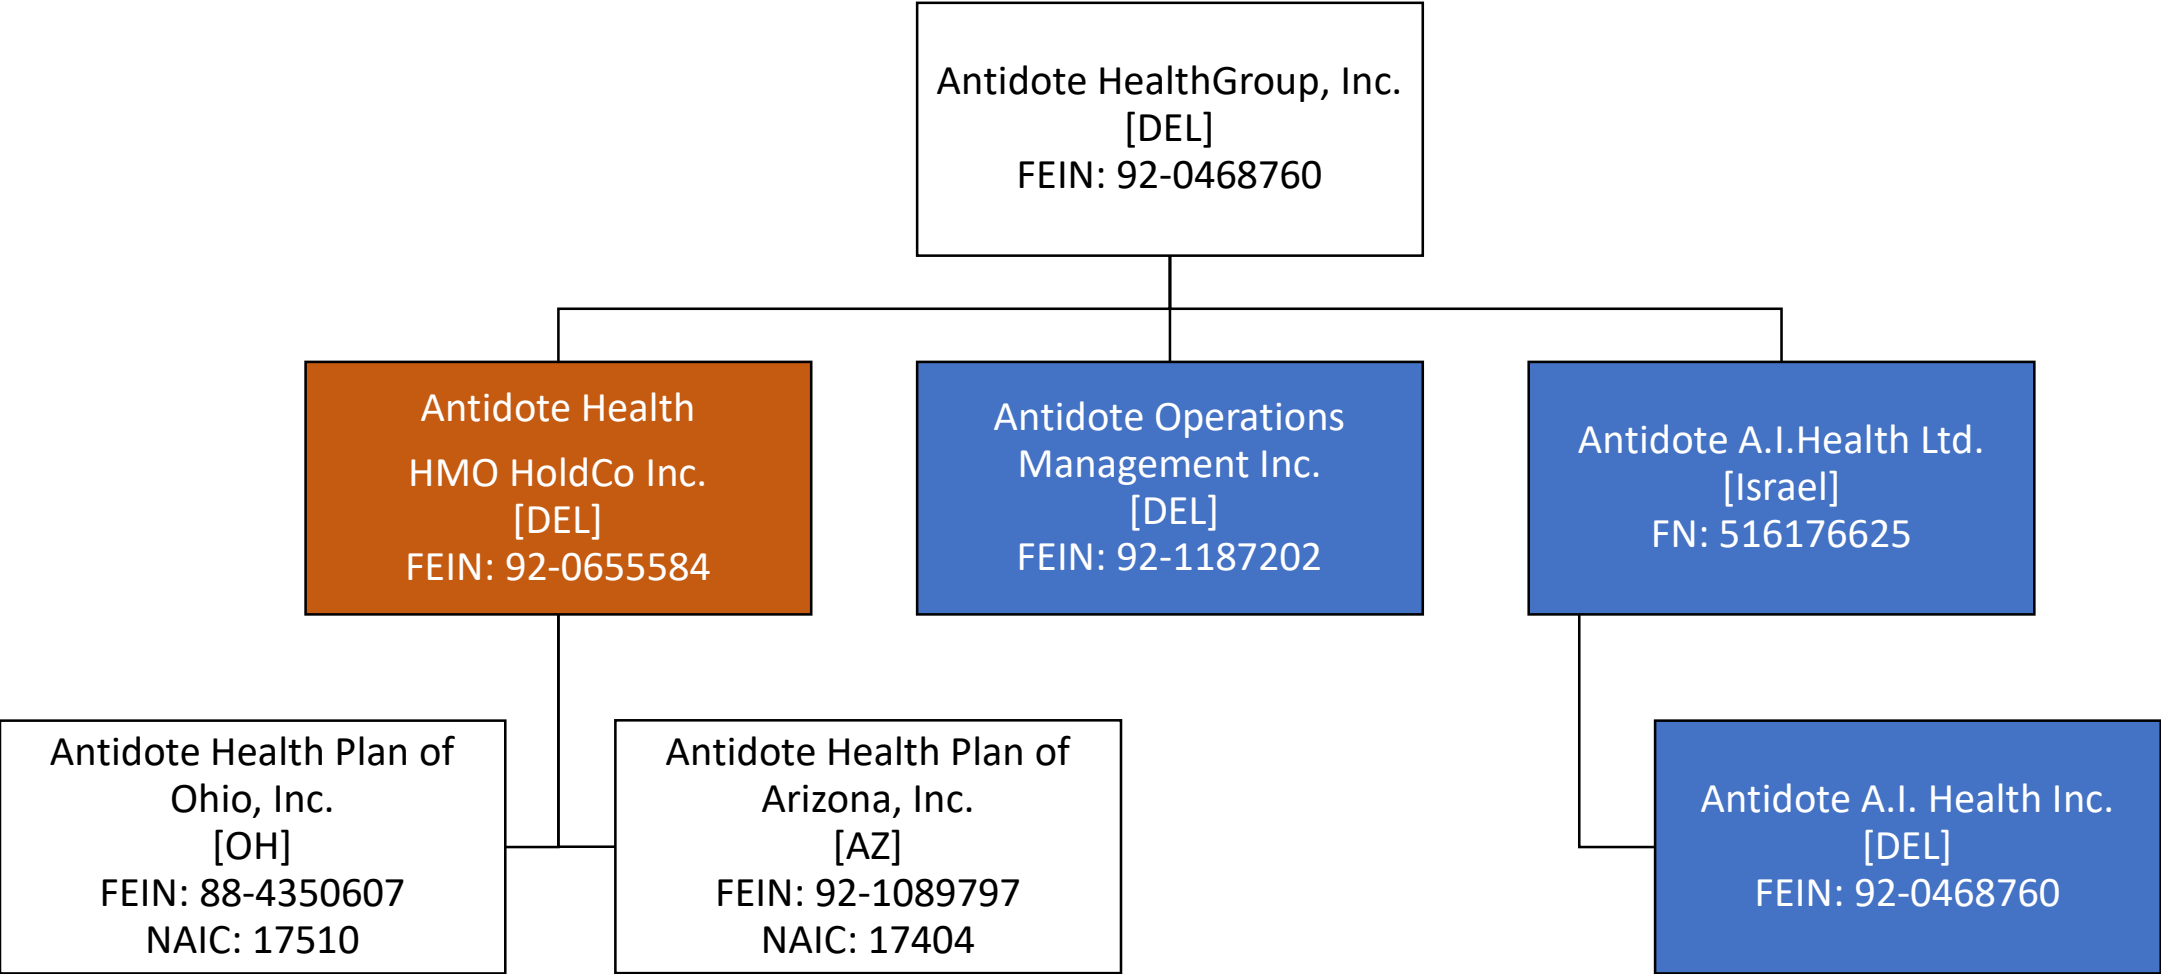 Antidote HealthGroup, Inc.
[DEL]
FEIN: 92-0468760
Antidote Health
HMO HoldCo Inc.
[DEL]
FEIN: 92-0655584
Antidote Operations
Management Inc.
[DEL]
FEIN: 92-1187202
Antidote A.I.Health Ltd.
[Israel]
FN: 516176625
Antidote Health Plan of
Ohio, Inc.
[OH]
FEIN: 88-4350607
NAIC: 17510
Antidote Health Plan of
Arizona, Inc.
[AZ]
FEIN: 92-1089797
NAIC: 17404
Antidote A.I. Health Inc.
[DEL]
FEIN: 92-0468760